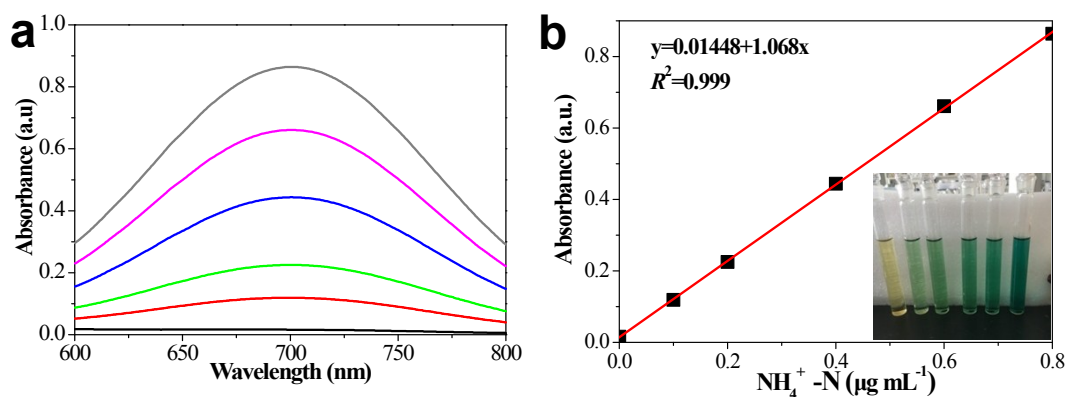 a
1.0
0.8
0.6
0.4
0.2
0.0
Absorbance (a.u)
600
650
700
750
800
Wavelength (nm)
b
y=0.01448+1.068x
R²=0.999
0.8
0.6
0.4
0.2
0.0
Absorbance (a.u.)
0.0
0.2
0.4
0.6
0.8
NH₄⁺ -N (μg mL⁻¹)